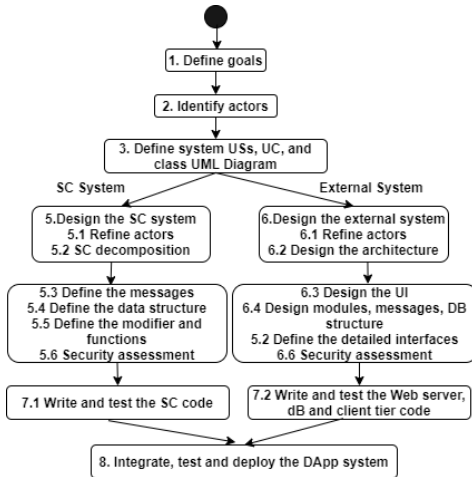 1. Define goals
2. Identify actors
3. Define system USs, UC, and
class UML Diagram
SC System
External System
5.Design the SC system
5.1 Refine actors
5.2 SC decomposition
6.Design the external system
6.1 Refine actors
6.2 Design the architecture
5.3 Define the messages
5.4 Define the data structure
5.5 Define the modifier and
functions
5.6 Security assessment
6.3 Design the UI
6.4 Design modules, messages, DB
structure
5.2 Define the detailed interfaces
6.6 Security assessment
7.1 Write and test the SC code
7.2 Write and test the Web server,
dB and client tier code
8. Integrate, test and deploy the DApp system